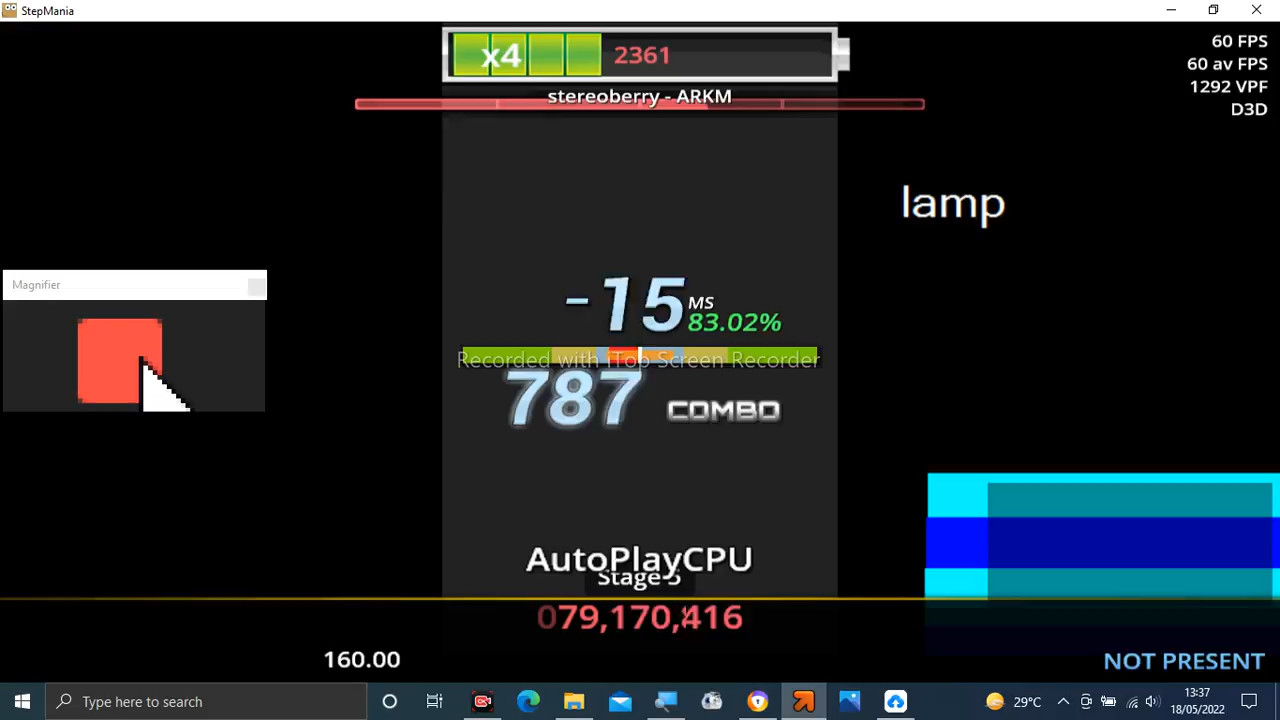 StepMania
x4
2361
60 FPS
60 av FPS
1292 VPF
D3D
stereoberry - ARKM
lamp
Magnifier
-15 MS
83.02%
Recorded with iTop Screen Recorder
787 COMBO
AutoPlayCPU
Stage 5
079,170,416
160.00
NOT PRESENT
Type here to search
29°C
13:37
18/05/2022